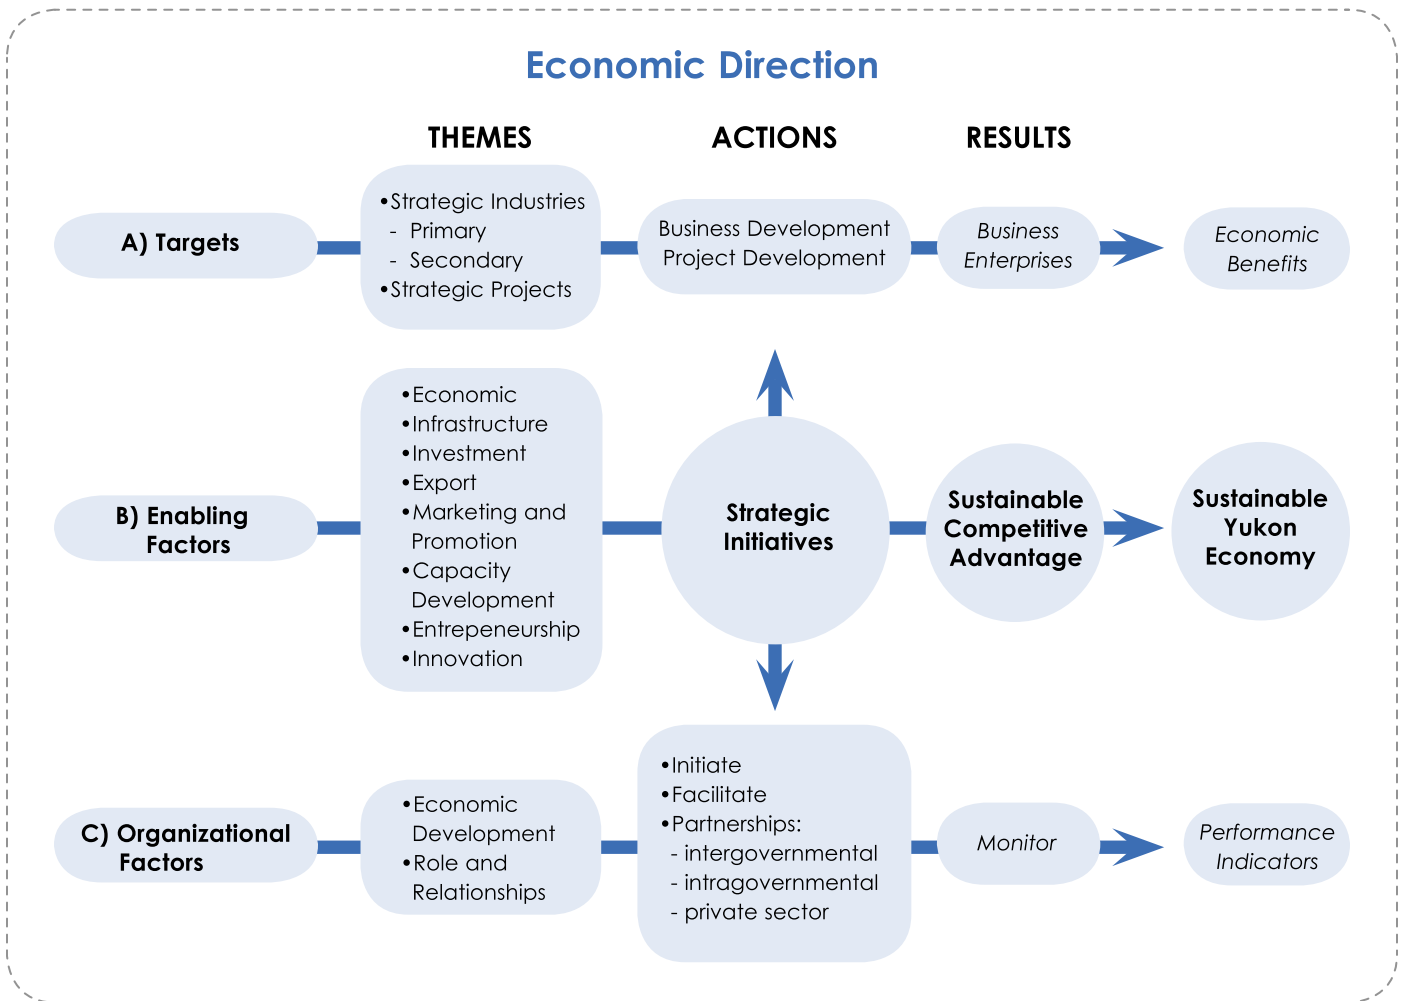 Economic Direction
THEMES
ACTIONS
RESULTS
A) Targets
•Strategic Industries
- Primary
- Secondary
•Strategic Projects
Business Development
Project Development
Business
Enterprises
Economic
Benefits
B) Enabling
Factors
•Economic
•Infrastructure
•Investment
•Export
•Marketing and
Promotion
•Capacity
Development
•Entrepeneurship
•Innovation
Strategic
Initiatives
Sustainable
Competitive
Advantage
Sustainable
Yukon
Economy
C) Organizational
Factors
•Economic
Development
•Role and
Relationships
•Initiate
•Facilitate
•Partnerships:
- intergovernmental
- intragovernmental
- private sector
Monitor
Performance
Indicators